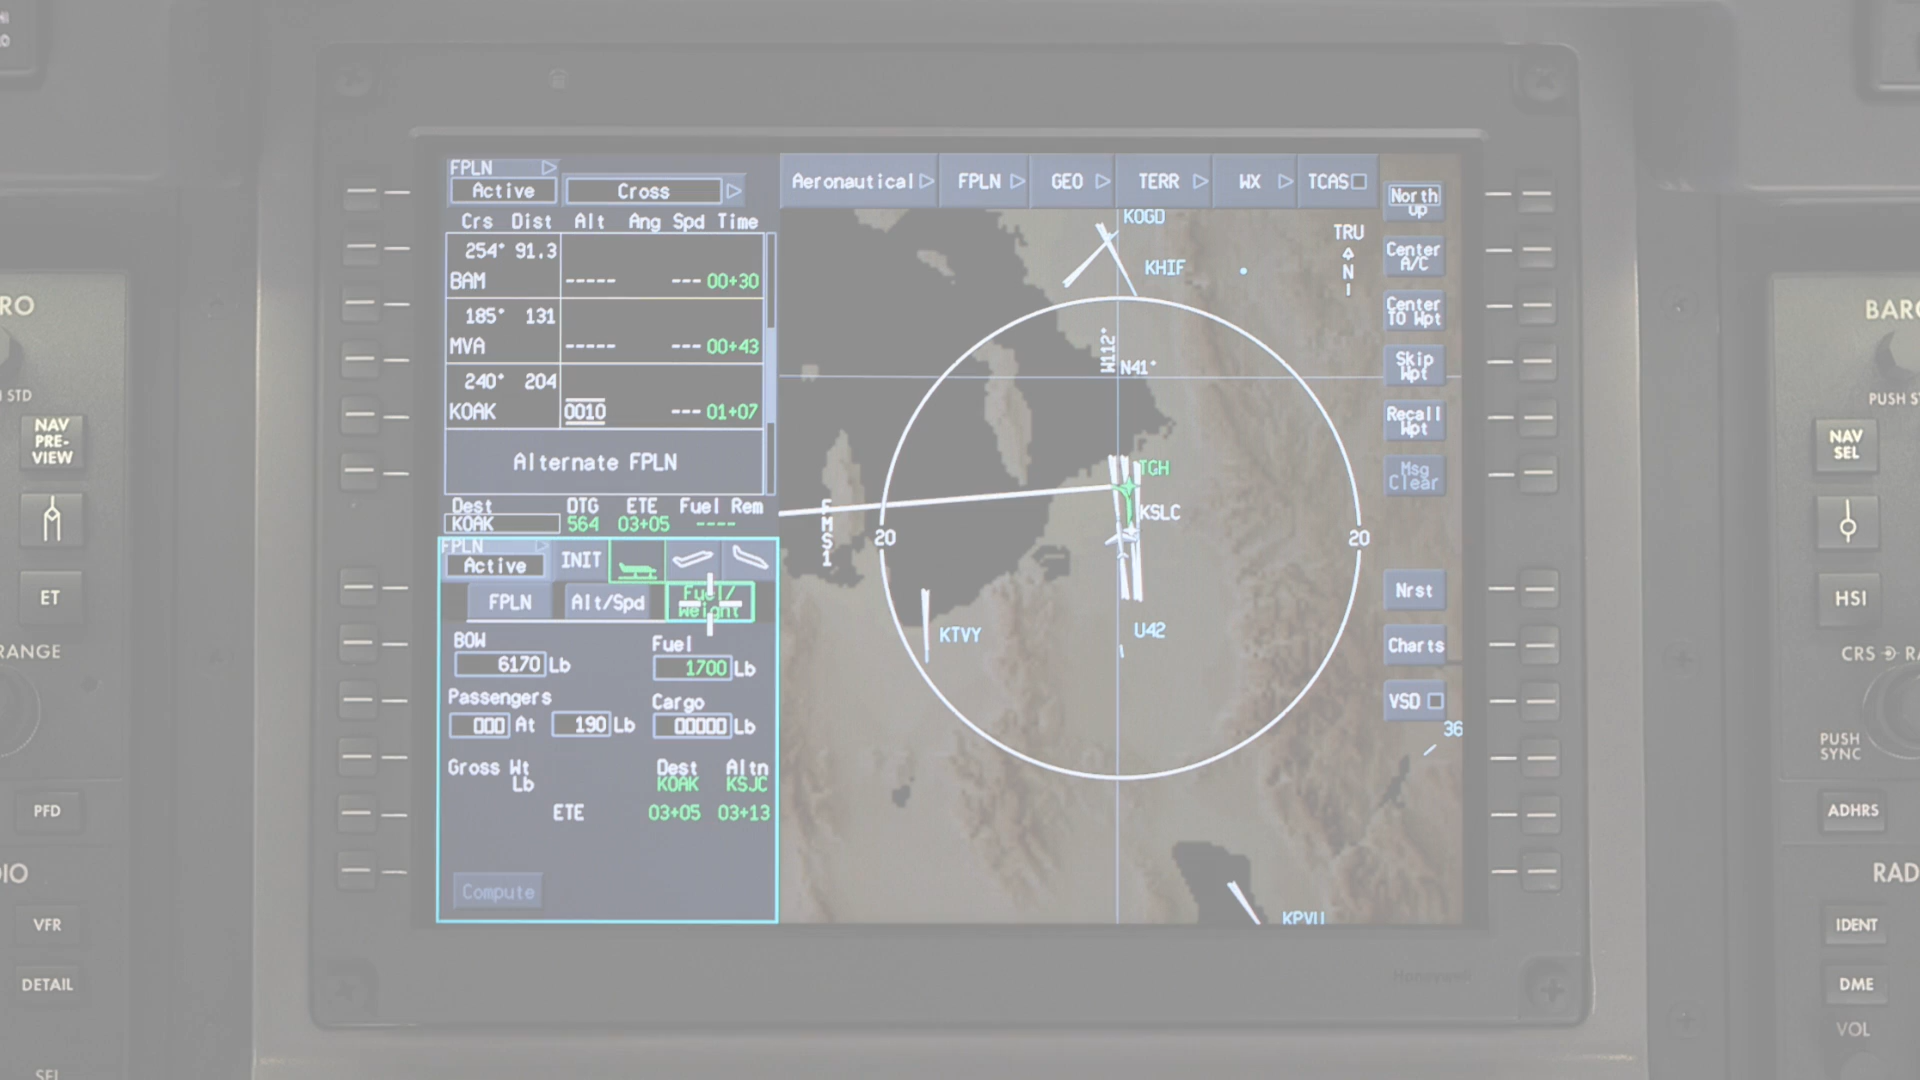 FPLN
Active
Cross
Crs Dist Alt Ang Spd Time
254° 91.3
BAM ----- --- 00+30
185° 131
MVA ----- --- 00+43
240° 204
KOAK 0010 --- 01+07
Alternate FPLN
Dest DTG ETE Fuel Rem
KOAK 564 03+05 ----
FPLN
Active
INIT
FPLN
Alt/Spd
Fuel/
Weight
BOW
6170 Lb
Fuel
1700 Lb
Passengers
000 At 190 Lb
Cargo
00000 Lb
Gross Wt
Lb
Dest Altn
KOAK KSJC
ETE 03+05 03+13
Compute
Aeronautical
FPLN
GEO
TERR
WX
TCAS
KOGD
KHIF
TRU
N
W112°
N41°
TGH
KSLC
FMS1
20
20
KTVY
U42
36
KPVU
North
Up
Center
A/C
Center
TO Wpt
Skip
Wpt
Recall
Wpt
Msg
Clear
Nrst
Charts
VSD
Honeywell
RO
STD
NAV
PRE-
VIEW
ET
RANGE
PFD
DIO
VFR
DETAIL
SEL
BARO
PUSH ST
NAV
SEL
HSI
CRS RA
PUSH
SYNC
ADHRS
RAD
IDENT
DME
VOL